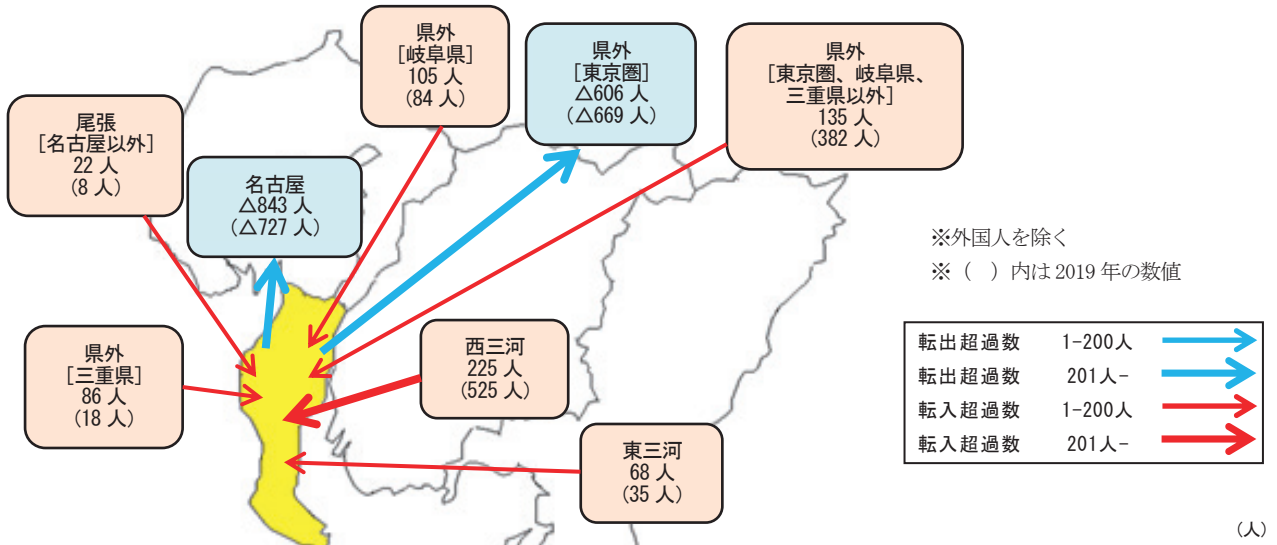 県外
[岐阜県]
105 人
(84 人)
県外
[東京圏]
△606 人
(△669 人)
県外
[東京圏、岐阜県、
三重県以外]
135 人
(382 人)
尾張
[名古屋以外]
22 人
(8 人)
名古屋
△843 人
(△727 人)
※外国人を除く
※（　）内は 2019 年の数値
県外
[三重県]
86 人
(18 人)
西三河
225 人
(525 人)
東三河
68 人
(35 人)
転出超過数 1-200人
転出超過数 201人-
転入超過数 1-200人
転入超過数 201人-
(人)